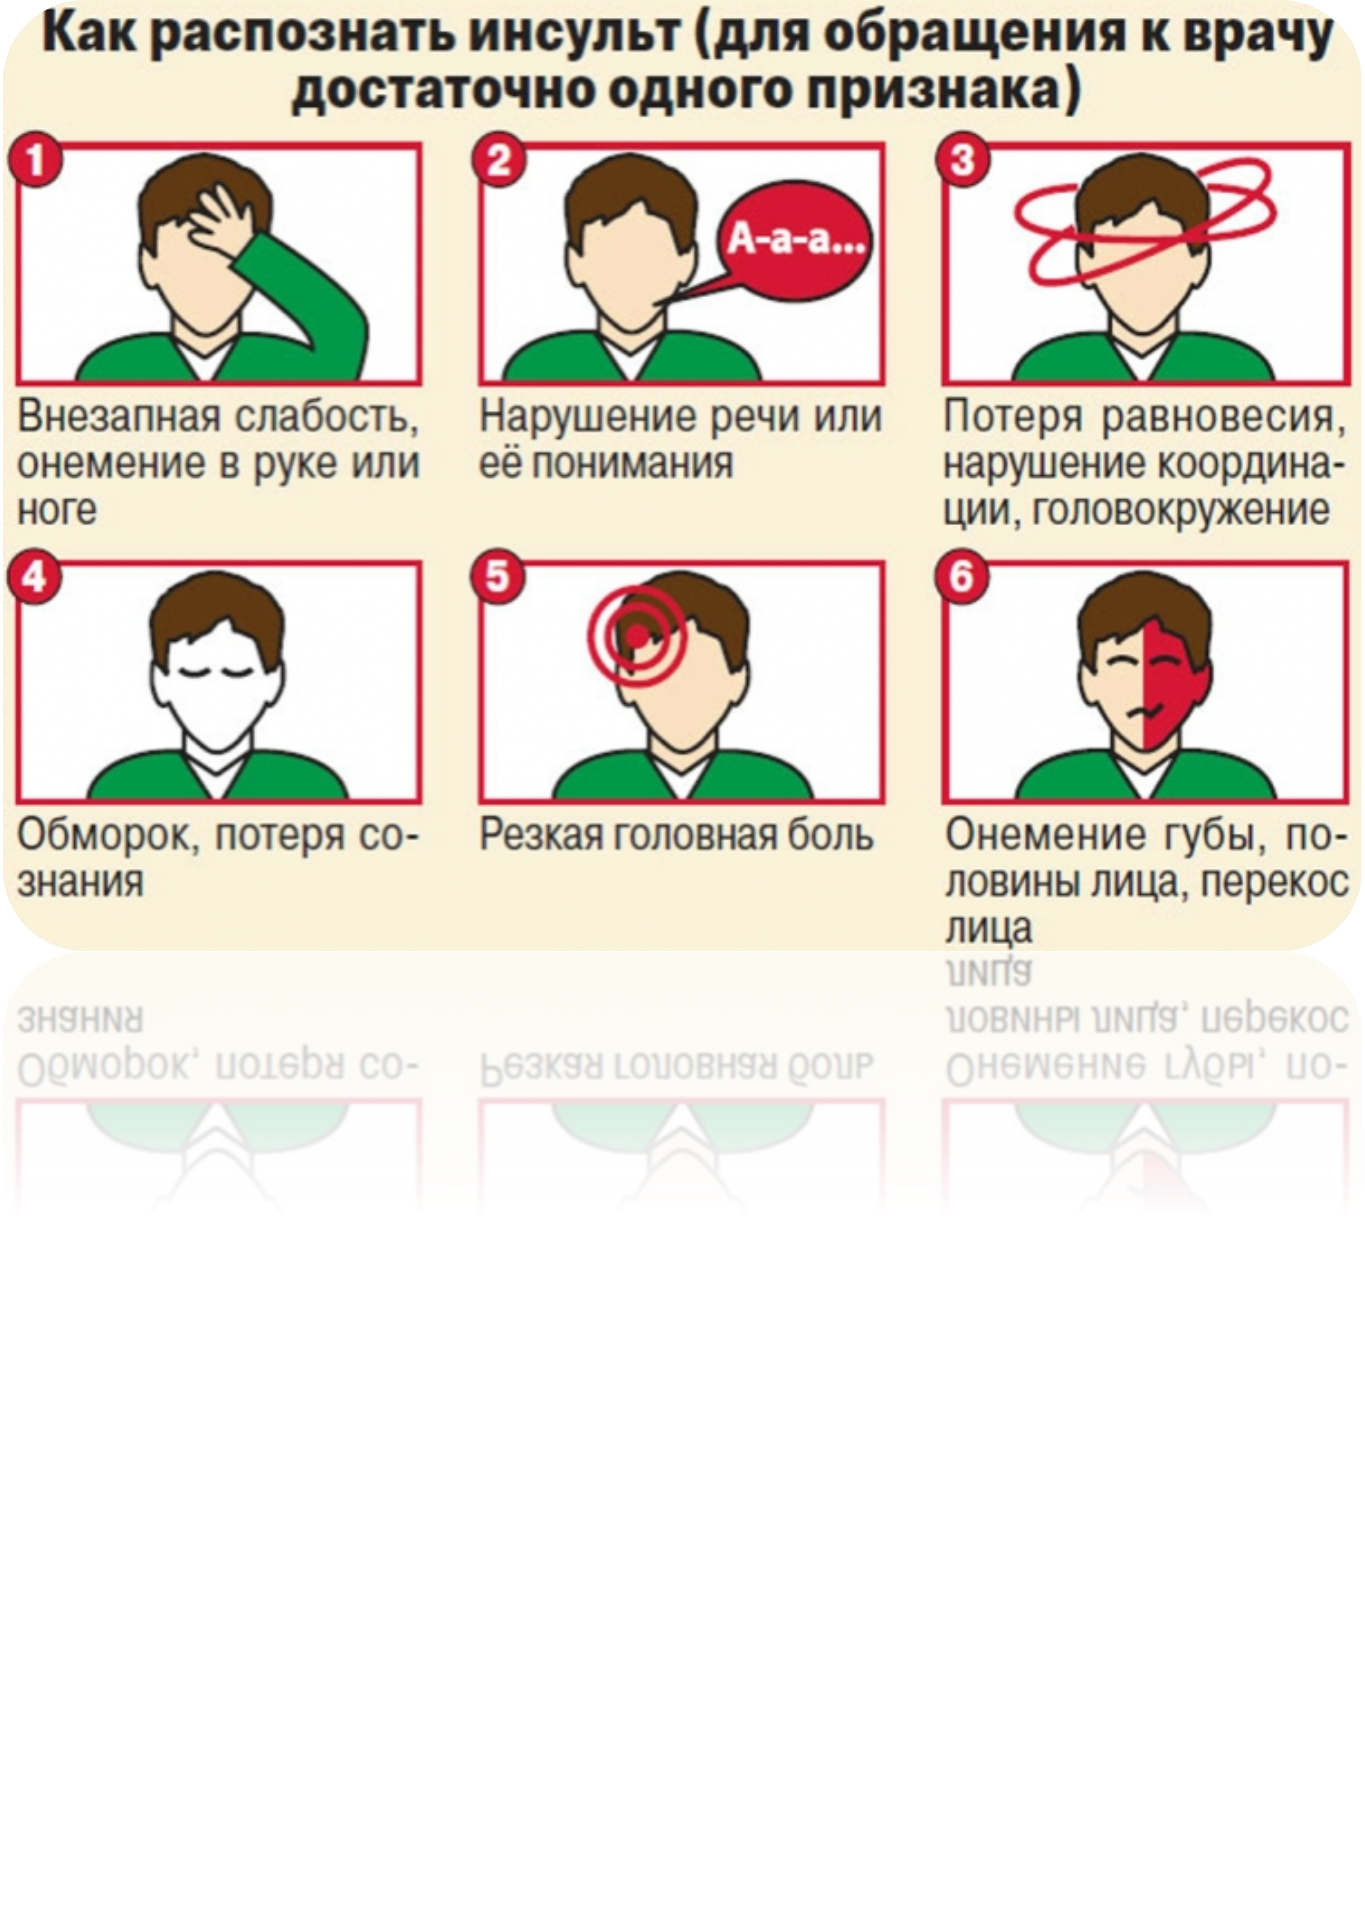 Как распознать инсульт (для обращения к врачу
достаточно одного признака)
1
2
А-а-а...
3
Внезапная слабость,
онемение в руке или
ноге
Нарушение речи или
её понимания
Потеря равновесия,
нарушение координа-
ции, головокружение
4
5
6
Обморок, потеря со-
знания
Резкая головная боль
Онемение губы, по-
ловины лица, перекос
лица